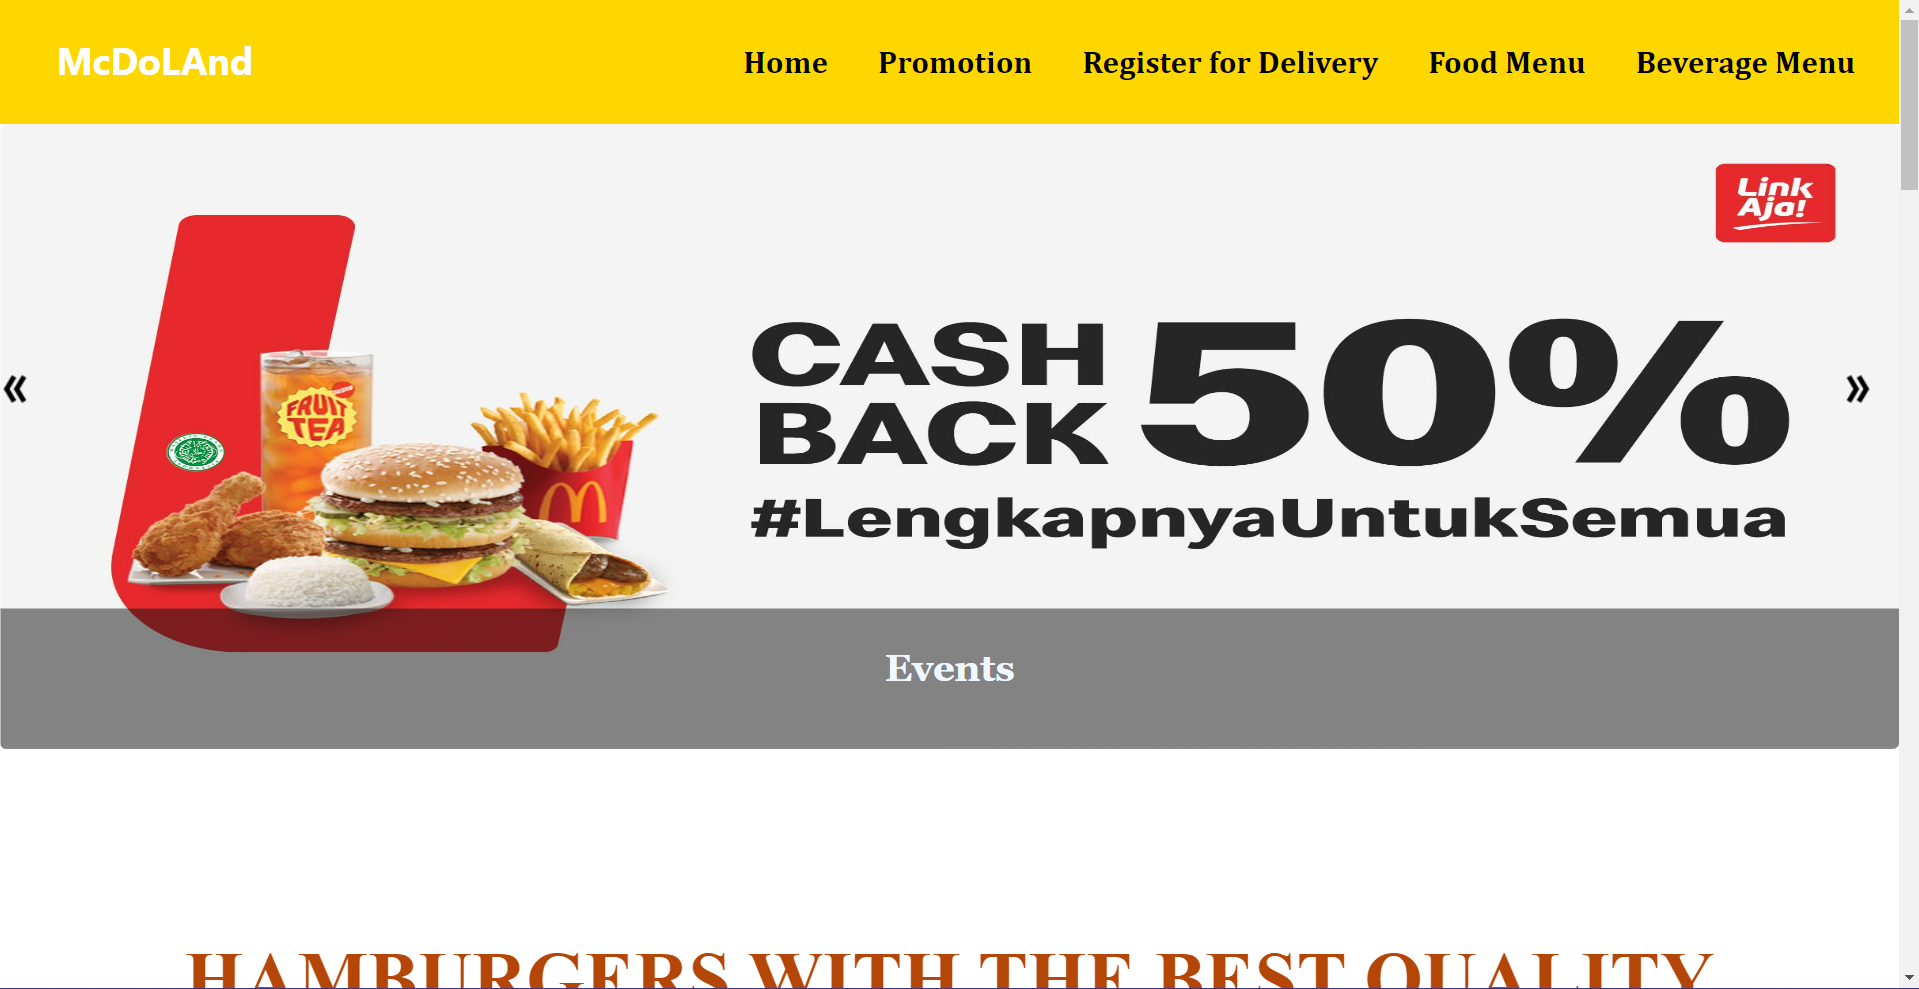 McDoLAnd
Home Promotion Register for Delivery Food Menu Beverage Menu
Link
Aja!
CASH
BACK 50%
#LengkapnyaUntukSemua
FRUIT
TEA
Events
HAMBURGERS WITH THE BEST QUALITY